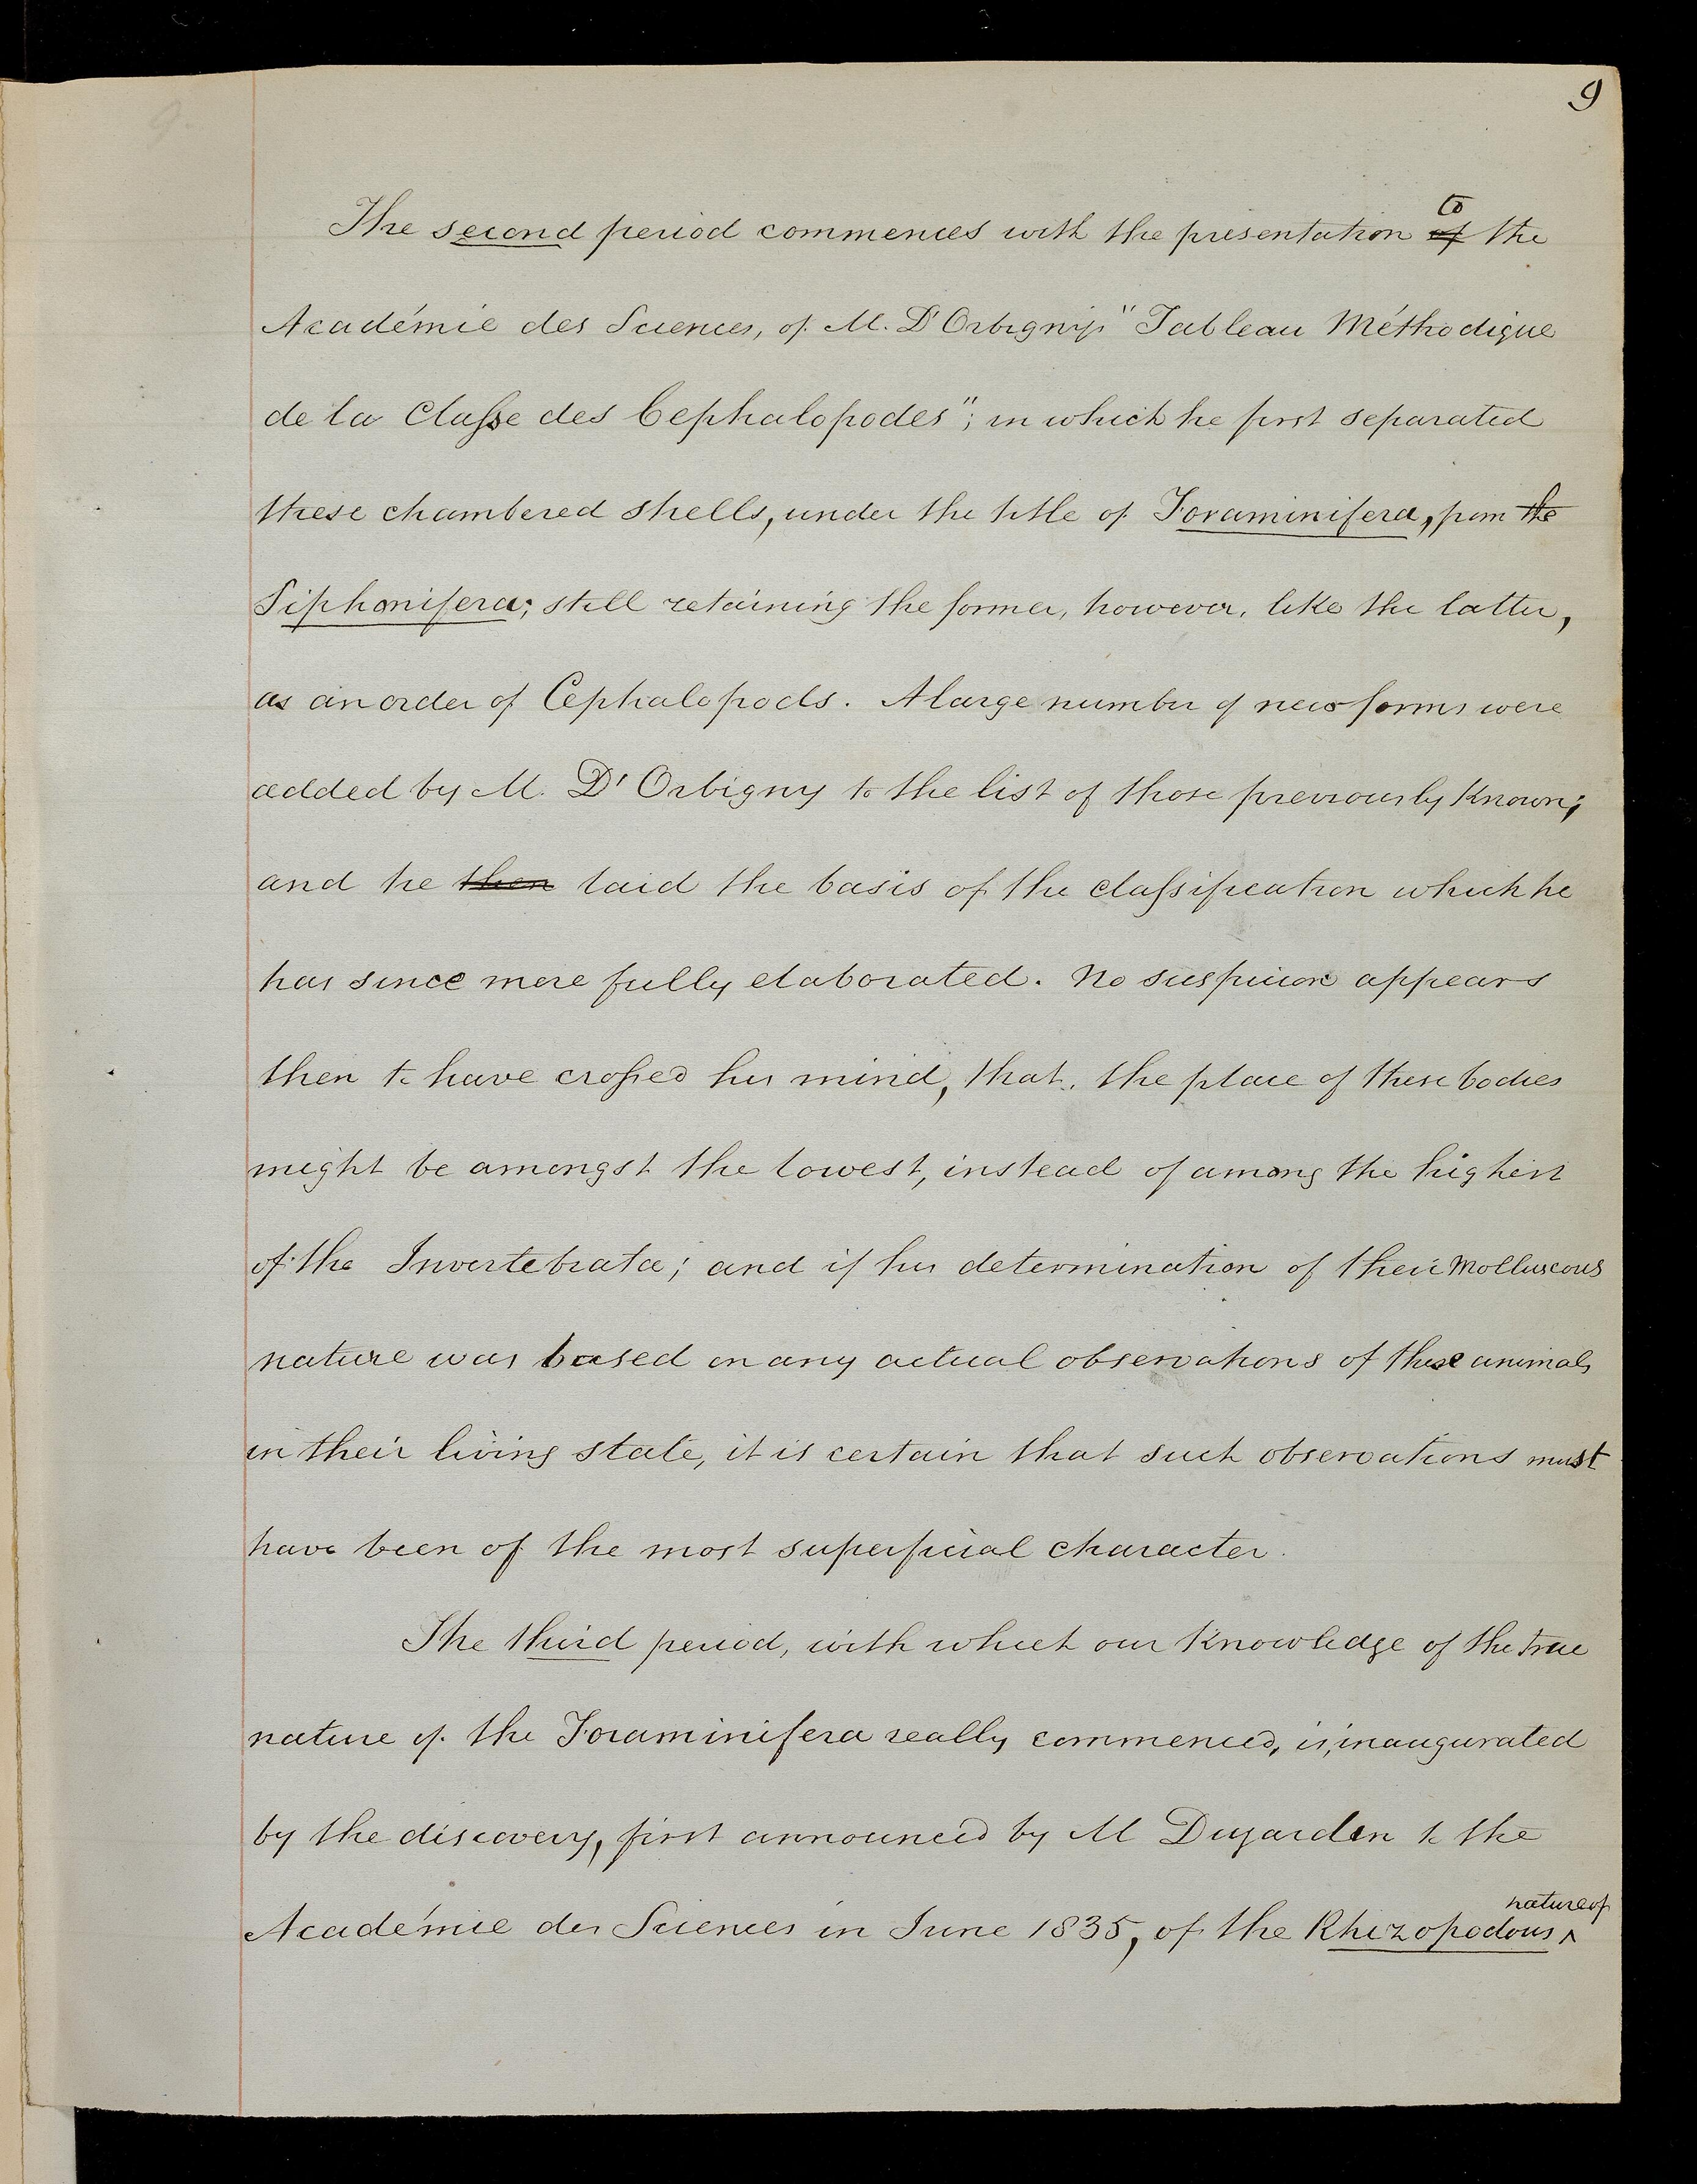 9
The second period commences with the presentation to of the
Académie des Sciences, of M. D'Orbigny's "Tableau Méthodique
de la Classe des Cephalopodes"; in which he first separated
these chambered shells, under the title of Foraminifera, from the
Siphonifera; still retaining the former, however, like the latter,
as an order of Cephalopods. A large number of new forms were
added by M. D'Orbigny to the list of those previously known;
and he then laid the basis of the classification which he
has since more fully elaborated. No suspicion appears
then to have crossed his mind, that the place of these bodies
might be amongst the lowest, instead of among the highest
of the Invertebrata; and if his determination of their Molluscous
nature was based on any actual observations of these animals
in their living state, it is certain that such observations must
have been of the most superficial character.
The third period, with which our knowledge of the true
nature of the Foraminifera really commenced, is, inaugurated
by the discovery, first announced by M Dujardin to the
Académie des Sciences in June 1835, of the Rhizopodous ^ nature of